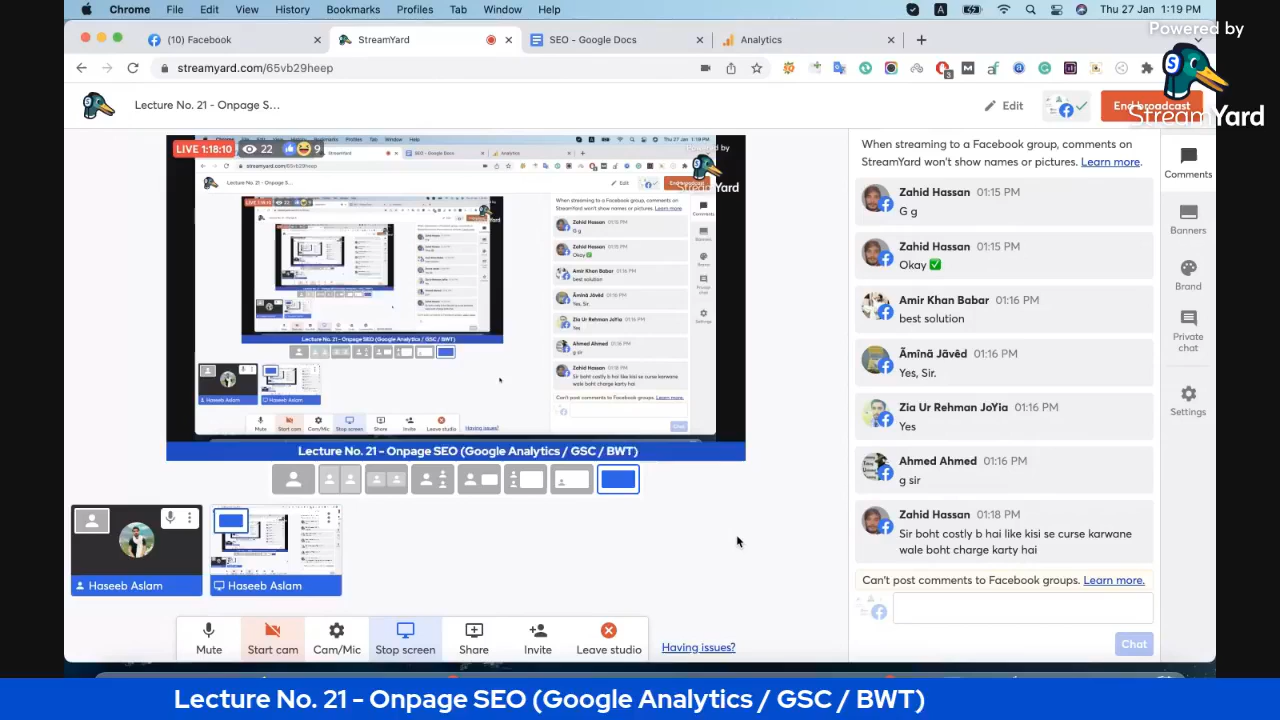 Chrome File Edit View History Bookmarks Profiles Tab Window Help
A Thu 27 Jan 1:19 PM
Powered by
StreamYard
(10) Facebook
StreamYard
SEO - Google Docs
Analytics
streamyard.com/65vb29heep
Lecture No. 21 - Onpage S...
Edit
End broadcast
LIVE 1:18:10 22 9
Lecture No. 21 - Onpage SEO (Google Analytics / GSC / BWT)
Haseeb Aslam
Haseeb Aslam
Mute
Start cam
Cam/Mic
Stop screen
Share
Invite
Leave studio
Having issues?
When streaming to a Facebook group, comments on
StreamYard won't show names or pictures. Learn more.
Zahid Hassan 01:15 PM
G g
Zahid Hassan 01:15 PM
Okay ✅
Amir Khan Babar 01:16 PM
best solution
Āmīnā Jāvēd 01:16 PM
Yes, Sir.
Zia Ur Rehman JoYia 01:16 PM
Yes
Ahmed Ahmed 01:16 PM
g sir
Zahid Hassan 01:18 PM
Sir boht costly b hai like kisi se curse karwane
wale boht charge karty hai
Can't post comments to Facebook groups. Learn more.
Chat
Comments
Banners
Brand
Private
chat
Settings
Lecture No. 21 - Onpage SEO (Google Analytics / GSC / BWT)